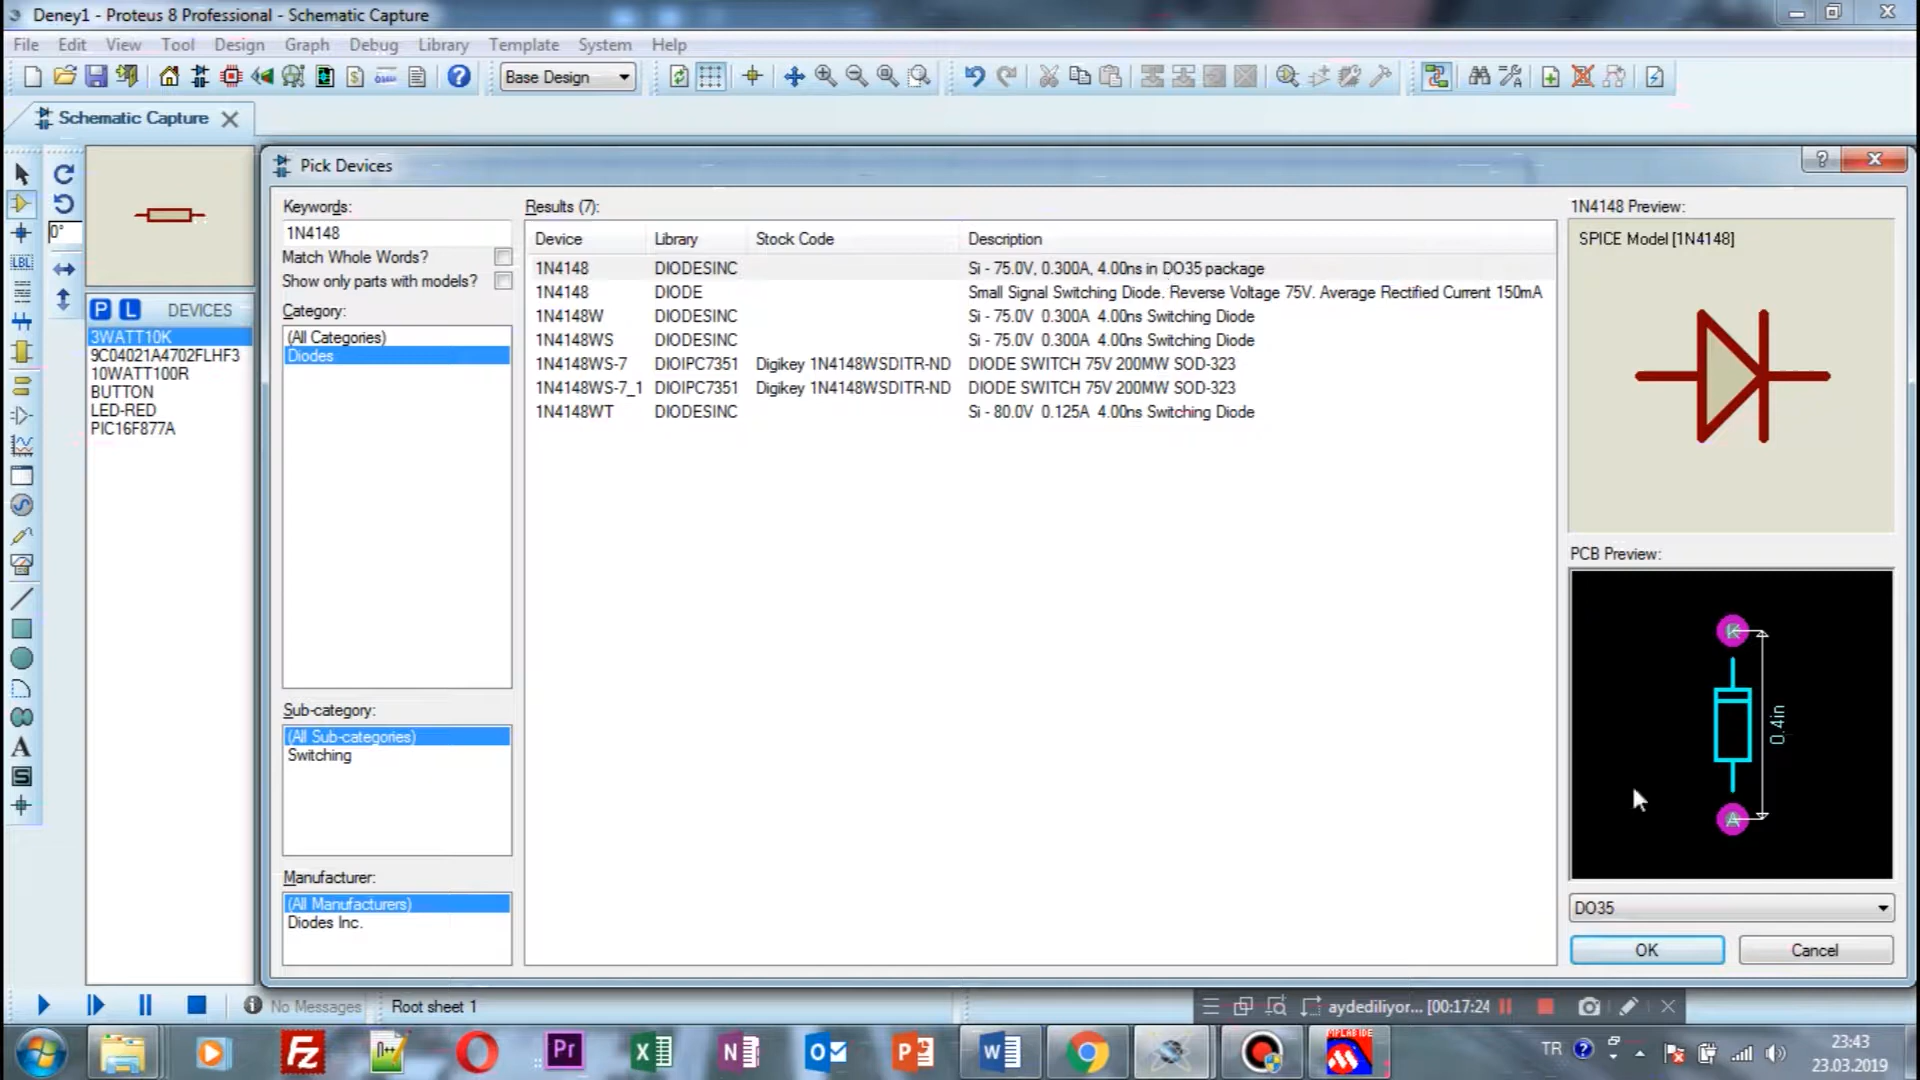 Deney1 - Proteus 8 Professional - Schematic Capture
File Edit View Tool Design Graph Debug Library Template System Help
Base Design
Schematic Capture
Pick Devices
0°
LBL
P L DEVICES
3WATT10K
9C04021A4702FLHF3
10WATT100R
BUTTON
LED-RED
PIC16F877A
A
S
Keywords:
1N4148
Match Whole Words?
Show only parts with models?
Category:
(All Categories)
Diodes
Sub-category:
(All Sub-categories)
Switching
Manufacturer:
(All Manufacturers)
Diodes Inc.
Results (7):
Device Library Stock Code Description
1N4148 DIODESINC Si - 75.0V, 0.300A, 4.00ns in DO35 package
1N4148 DIODE Small Signal Switching Diode. Reverse Voltage 75V. Average Rectified Current 150mA
1N4148W DIODESINC Si - 75.0V 0.300A 4.00ns Switching Diode
1N4148WS DIODESINC Si - 75.0V 0.300A 4.00ns Switching Diode
1N4148WS-7 DIOIPC7351 Digikey 1N4148WSDITR-ND DIODE SWITCH 75V 200MW SOD-323
1N4148WS-7_1 DIOIPC7351 Digikey 1N4148WSDITR-ND DIODE SWITCH 75V 200MW SOD-323
1N4148WT DIODESINC Si - 80.0V 0.125A 4.00ns Switching Diode
1N4148 Preview:
SPICE Model [1N4148]
PCB Preview:
K
0.4in
A
DO35
OK Cancel
No Messages Root sheet 1
aydediliyor... [00:17:24
Fz n++ Pr X N O P W
TR
23:43
23.03.2019